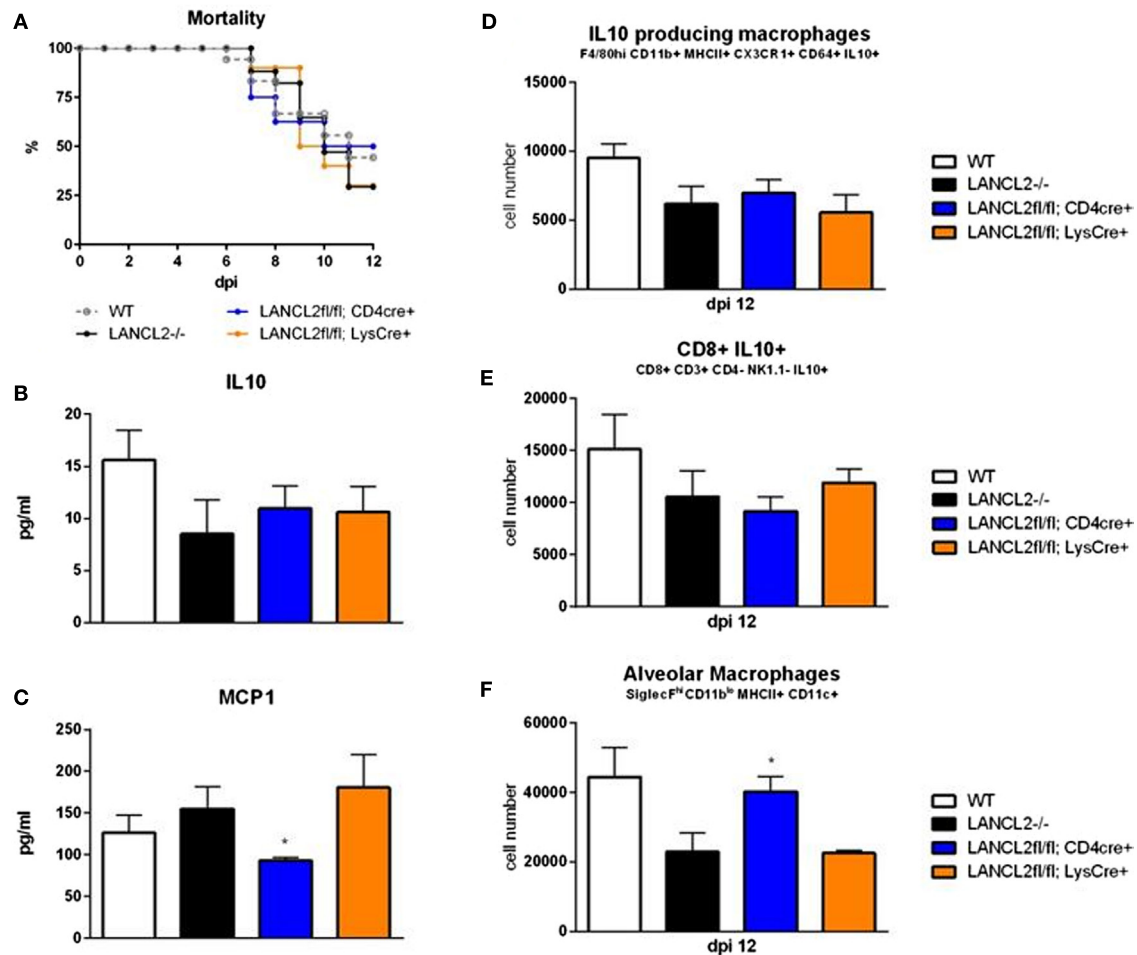 A
Mortality
100
75
50
25
0
%
0 2 4 6 8 10 12
dpi
WT
LANCL2-/-
LANCL2fl/fl; CD4cre+
LANCL2fl/fl; LysCre+
B
IL10
20
15
10
5
0
pg/ml
C
MCP1
250
200
150
100
50
0
pg/ml
*
D
IL10 producing macrophages
F4/80hi CD11b+ MHCII+ CX3CR1+ CD64+ IL10+
15000
10000
5000
0
cell number
dpi 12
WT
LANCL2-/-
LANCL2fl/fl; CD4cre+
LANCL2fl/fl; LysCre+
E
CD8+ IL10+
CD8+ CD3+ CD4- NK1.1- IL10+
20000
15000
10000
5000
0
cell number
dpi 12
WT
LANCL2-/-
LANCL2fl/fl; CD4cre+
LANCL2fl/fl; LysCre+
F
Alveolar Macrophages
SiglecFhi CD11blo MHCII+ CD11c+
60000
40000
20000
0
cell number
*
dpi 12
WT
LANCL2-/-
LANCL2fl/fl; CD4cre+
LANCL2fl/fl; LysCre+